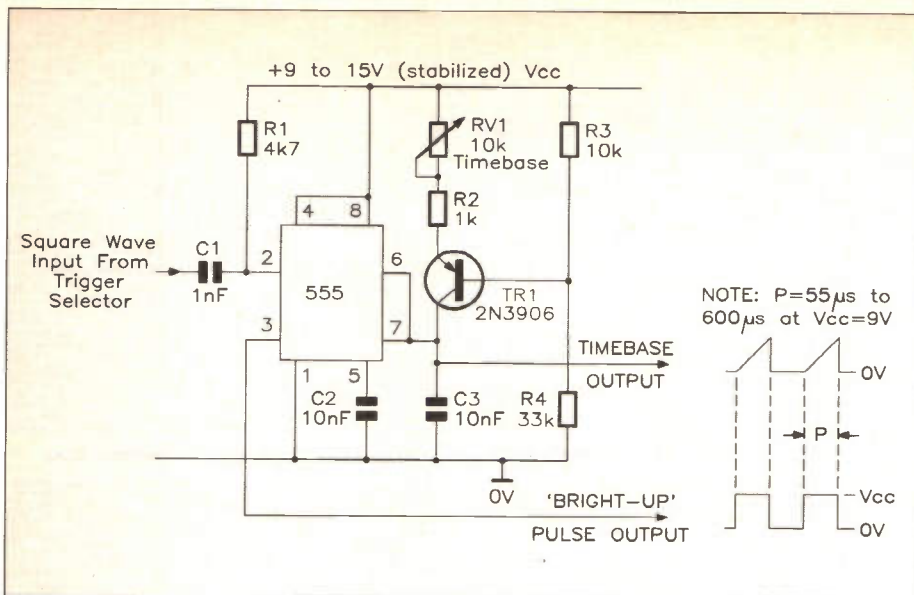 +9 to 15V (stabilized) Vcc
R1
4k7
RV1
10k
Timebase
R3
10k
R2
1k
4 8
Square Wave
Input From
Trigger
Selector
C1
1nF
2
555
6
3
7
TR1
2N3906
NOTE: P=55µs to
600µs at Vcc=9V
1 5
TIMEBASE
OUTPUT
0V
C2
10nF
C3
10nF
R4
33k
P
0V
'BRIGHT-UP'
PULSE OUTPUT
Vcc
0V